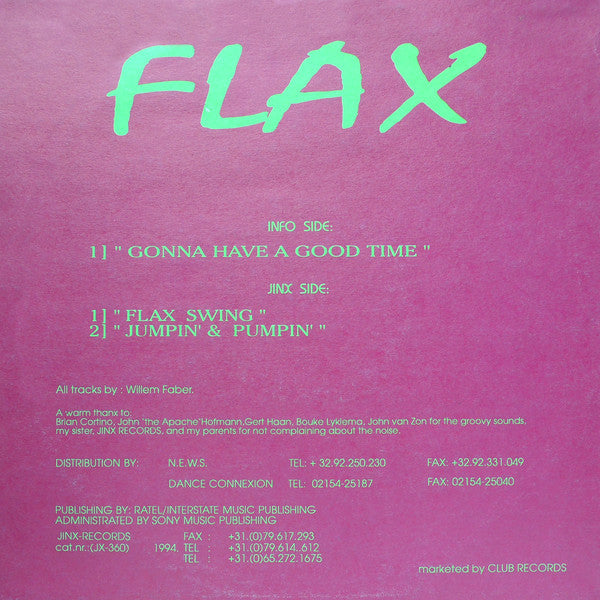 FLAX
INFO SIDE:
1] " GONNA HAVE A GOOD TIME "
JINX SIDE:
1] " FLAX SWING "
2] " JUMPIN' & PUMPIN' "
All tracks by : Willem Faber.
A warm thanx to:
Brian Cortino, John "the Apache"Hofmann,Gert Haan, Bouke Lyklema, John van Zon for the groovy sounds,
my sister, JINX RECORDS, and my parents for not complaining about the noise.
DISTRIBUTION BY: N.E.W.S. TEL: + 32.92.250.230 FAX: +32.92.331.049
DANCE CONNEXION TEL: 02154-25187 FAX: 02154-25040
PUBLISHING BY: RATEL/INTERSTATE MUSIC PUBLISHING
ADMINISTRATED BY SONY MUSIC PUBLISHING
JINX-RECORDS FAX : +31.(0)79.617.293
cat.nr.:(JX-360) 1994. TEL : +31.(0)79.614..612
TEL : +31.(0)65.272.1675
marketed by CLUB RECORDS